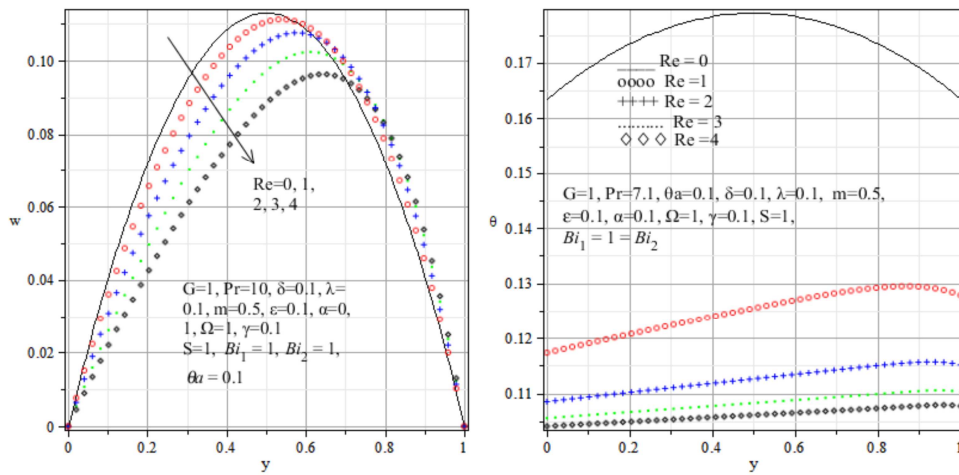 0.10
0.08
0.06
0.04
0.02
0
w
0
0.2
0.4
0.6
0.8
1
y
Re=0, 1,
2, 3, 4
G=1, Pr=10, δ=0.1, λ=
0.1, m=0.5, ε=0.1, α=0,
1, Ω=1, γ=0.1
S=1, Bi₁ = 1, Bi₂ = 1,
θa = 0.1
0.17
0.16
0.15
0.14
0.13
0.12
0.11
θ
0.2
0.4
0.6
0.8
1
y
Re = 0
Re =1
Re = 2
Re = 3
Re =4
G=1, Pr=7.1, θa=0.1, δ=0.1, λ=0.1, m=0.5,
ε=0.1, α=0.1, Ω=1, γ=0.1, S=1,
Bi₁ = 1 = Bi₂